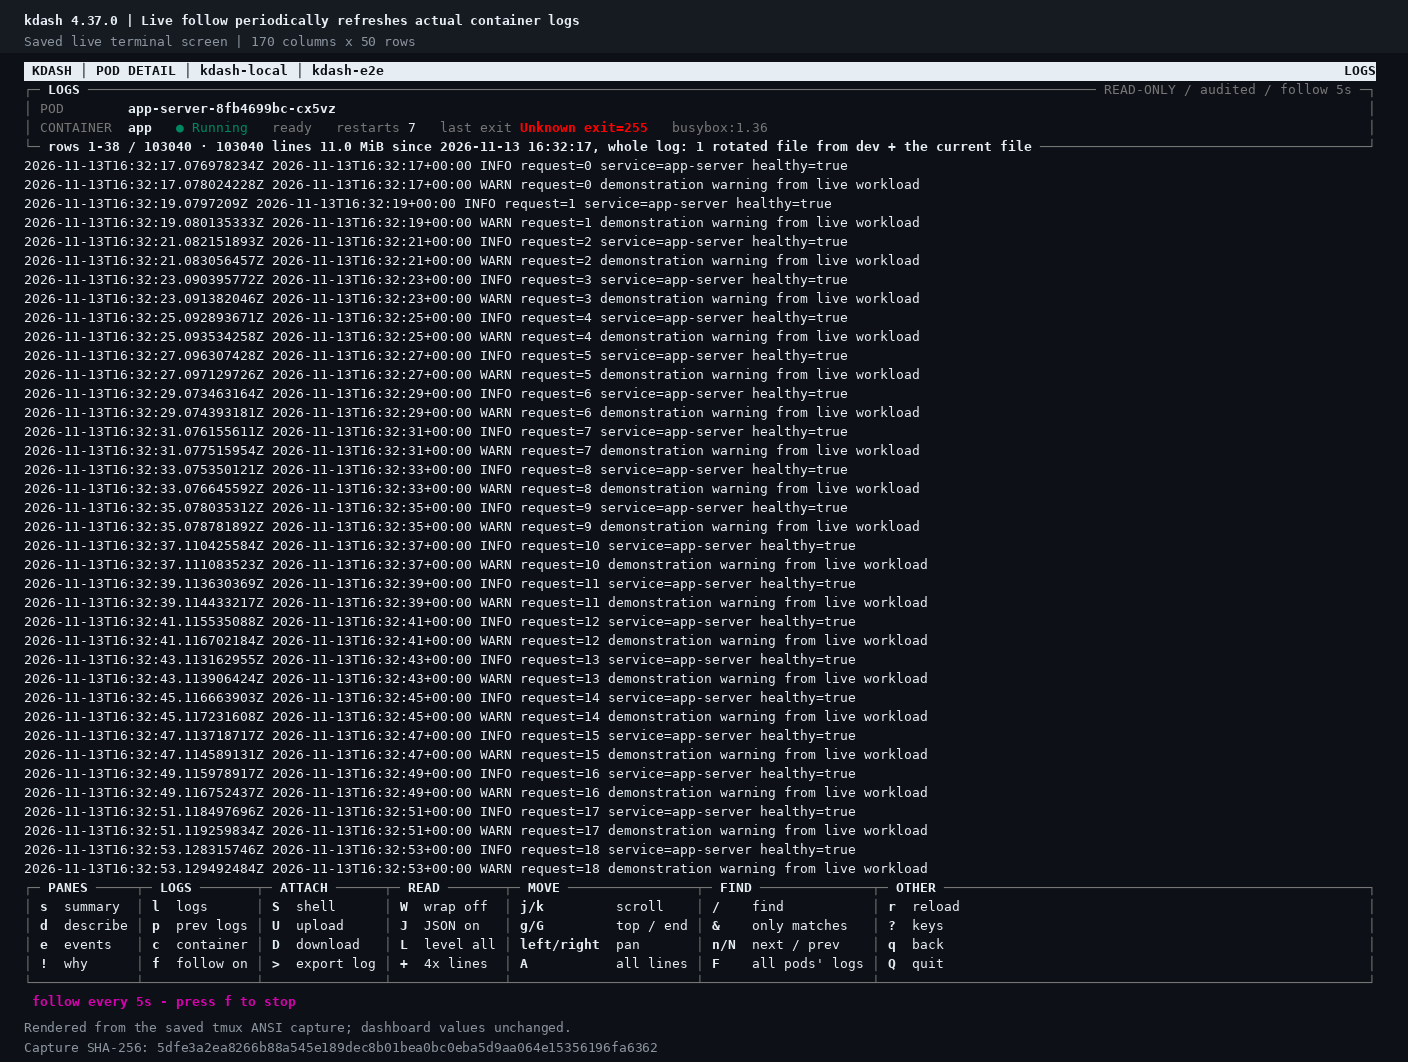 kdash 4.37.0 | Live follow periodically refreshes actual container logs
Saved live terminal screen | 170 columns x 50 rows
KDASH │ POD DETAIL │ kdash-local │ kdash-e2e LOGS
LOGS READ-ONLY / audited / follow 5s
POD app-server-8fb4699bc-cx5vz
CONTAINER app ● Running ready restarts 7 last exit Unknown exit=255 busybox:1.36
rows 1-38 / 103040 · 103040 lines 11.0 MiB since 2026-11-13 16:32:17, whole log: 1 rotated file from dev + the current file
2026-11-13T16:32:17.076978234Z 2026-11-13T16:32:17+00:00 INFO request=0 service=app-server healthy=true
2026-11-13T16:32:17.078024228Z 2026-11-13T16:32:17+00:00 WARN request=0 demonstration warning from live workload
2026-11-13T16:32:19.0797209Z 2026-11-13T16:32:19+00:00 INFO request=1 service=app-server healthy=true
2026-11-13T16:32:19.080135333Z 2026-11-13T16:32:19+00:00 WARN request=1 demonstration warning from live workload
2026-11-13T16:32:21.082151893Z 2026-11-13T16:32:21+00:00 INFO request=2 service=app-server healthy=true
2026-11-13T16:32:21.083056457Z 2026-11-13T16:32:21+00:00 WARN request=2 demonstration warning from live workload
2026-11-13T16:32:23.090395772Z 2026-11-13T16:32:23+00:00 INFO request=3 service=app-server healthy=true
2026-11-13T16:32:23.091382046Z 2026-11-13T16:32:23+00:00 WARN request=3 demonstration warning from live workload
2026-11-13T16:32:25.092893671Z 2026-11-13T16:32:25+00:00 INFO request=4 service=app-server healthy=true
2026-11-13T16:32:25.093534258Z 2026-11-13T16:32:25+00:00 WARN request=4 demonstration warning from live workload
2026-11-13T16:32:27.096307428Z 2026-11-13T16:32:27+00:00 INFO request=5 service=app-server healthy=true
2026-11-13T16:32:27.097129726Z 2026-11-13T16:32:27+00:00 WARN request=5 demonstration warning from live workload
2026-11-13T16:32:29.073463164Z 2026-11-13T16:32:29+00:00 INFO request=6 service=app-server healthy=true
2026-11-13T16:32:29.074393181Z 2026-11-13T16:32:29+00:00 WARN request=6 demonstration warning from live workload
2026-11-13T16:32:31.076155611Z 2026-11-13T16:32:31+00:00 INFO request=7 service=app-server healthy=true
2026-11-13T16:32:31.077515954Z 2026-11-13T16:32:31+00:00 WARN request=7 demonstration warning from live workload
2026-11-13T16:32:33.075350121Z 2026-11-13T16:32:33+00:00 INFO request=8 service=app-server healthy=true
2026-11-13T16:32:33.076645592Z 2026-11-13T16:32:33+00:00 WARN request=8 demonstration warning from live workload
2026-11-13T16:32:35.078035312Z 2026-11-13T16:32:35+00:00 INFO request=9 service=app-server healthy=true
2026-11-13T16:32:35.078781892Z 2026-11-13T16:32:35+00:00 WARN request=9 demonstration warning from live workload
2026-11-13T16:32:37.110425584Z 2026-11-13T16:32:37+00:00 INFO request=10 service=app-server healthy=true
2026-11-13T16:32:37.111083523Z 2026-11-13T16:32:37+00:00 WARN request=10 demonstration warning from live workload
2026-11-13T16:32:39.113630369Z 2026-11-13T16:32:39+00:00 INFO request=11 service=app-server healthy=true
2026-11-13T16:32:39.114433217Z 2026-11-13T16:32:39+00:00 WARN request=11 demonstration warning from live workload
2026-11-13T16:32:41.115535088Z 2026-11-13T16:32:41+00:00 INFO request=12 service=app-server healthy=true
2026-11-13T16:32:41.116702184Z 2026-11-13T16:32:41+00:00 WARN request=12 demonstration warning from live workload
2026-11-13T16:32:43.113162955Z 2026-11-13T16:32:43+00:00 INFO request=13 service=app-server healthy=true
2026-11-13T16:32:43.113906424Z 2026-11-13T16:32:43+00:00 WARN request=13 demonstration warning from live workload
2026-11-13T16:32:45.116663903Z 2026-11-13T16:32:45+00:00 INFO request=14 service=app-server healthy=true
2026-11-13T16:32:45.117231608Z 2026-11-13T16:32:45+00:00 WARN request=14 demonstration warning from live workload
2026-11-13T16:32:47.113718717Z 2026-11-13T16:32:47+00:00 INFO request=15 service=app-server healthy=true
2026-11-13T16:32:47.114589131Z 2026-11-13T16:32:47+00:00 WARN request=15 demonstration warning from live workload
2026-11-13T16:32:49.115978917Z 2026-11-13T16:32:49+00:00 INFO request=16 service=app-server healthy=true
2026-11-13T16:32:49.116752437Z 2026-11-13T16:32:49+00:00 WARN request=16 demonstration warning from live workload
2026-11-13T16:32:51.118497696Z 2026-11-13T16:32:51+00:00 INFO request=17 service=app-server healthy=true
2026-11-13T16:32:51.119259834Z 2026-11-13T16:32:51+00:00 WARN request=17 demonstration warning from live workload
2026-11-13T16:32:53.128315746Z 2026-11-13T16:32:53+00:00 INFO request=18 service=app-server healthy=true
2026-11-13T16:32:53.129492484Z 2026-11-13T16:32:53+00:00 WARN request=18 demonstration warning from live workload
PANES LOGS ATTACH READ MOVE FIND OTHER
s summary │ l logs │ S shell │ W wrap off │ j/k scroll │ / find │ r reload
d describe │ p prev logs │ U upload │ J JSON on │ g/G top / end │ & only matches │ ? keys
e events │ c container │ D download │ L level all │ left/right pan │ n/N next / prev │ q back
! why │ f follow on │ > export log │ + 4x lines │ A all lines │ F all pods' logs │ Q quit
follow every 5s - press f to stop
Rendered from the saved tmux ANSI capture; dashboard values unchanged.
Capture SHA-256: 5dfe3a2ea8266b88a545e189dec8b01bea0bc0eba5d9aa064e15356196fa6362